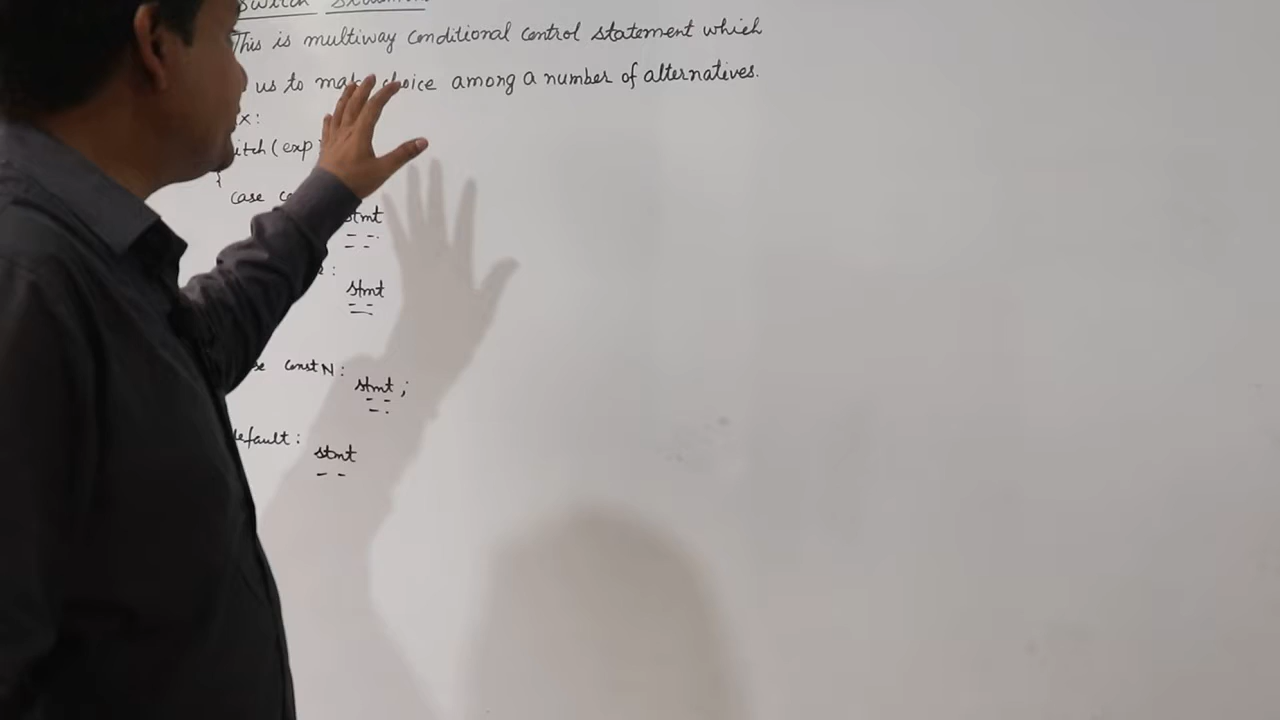 Switch Statement
This is multiway conditional control statement which
us to make choice among a number of alternatives.
x:
itch (exp
{
case
stmt
:
stmt
se const N:
stmt ;
default:
stmt